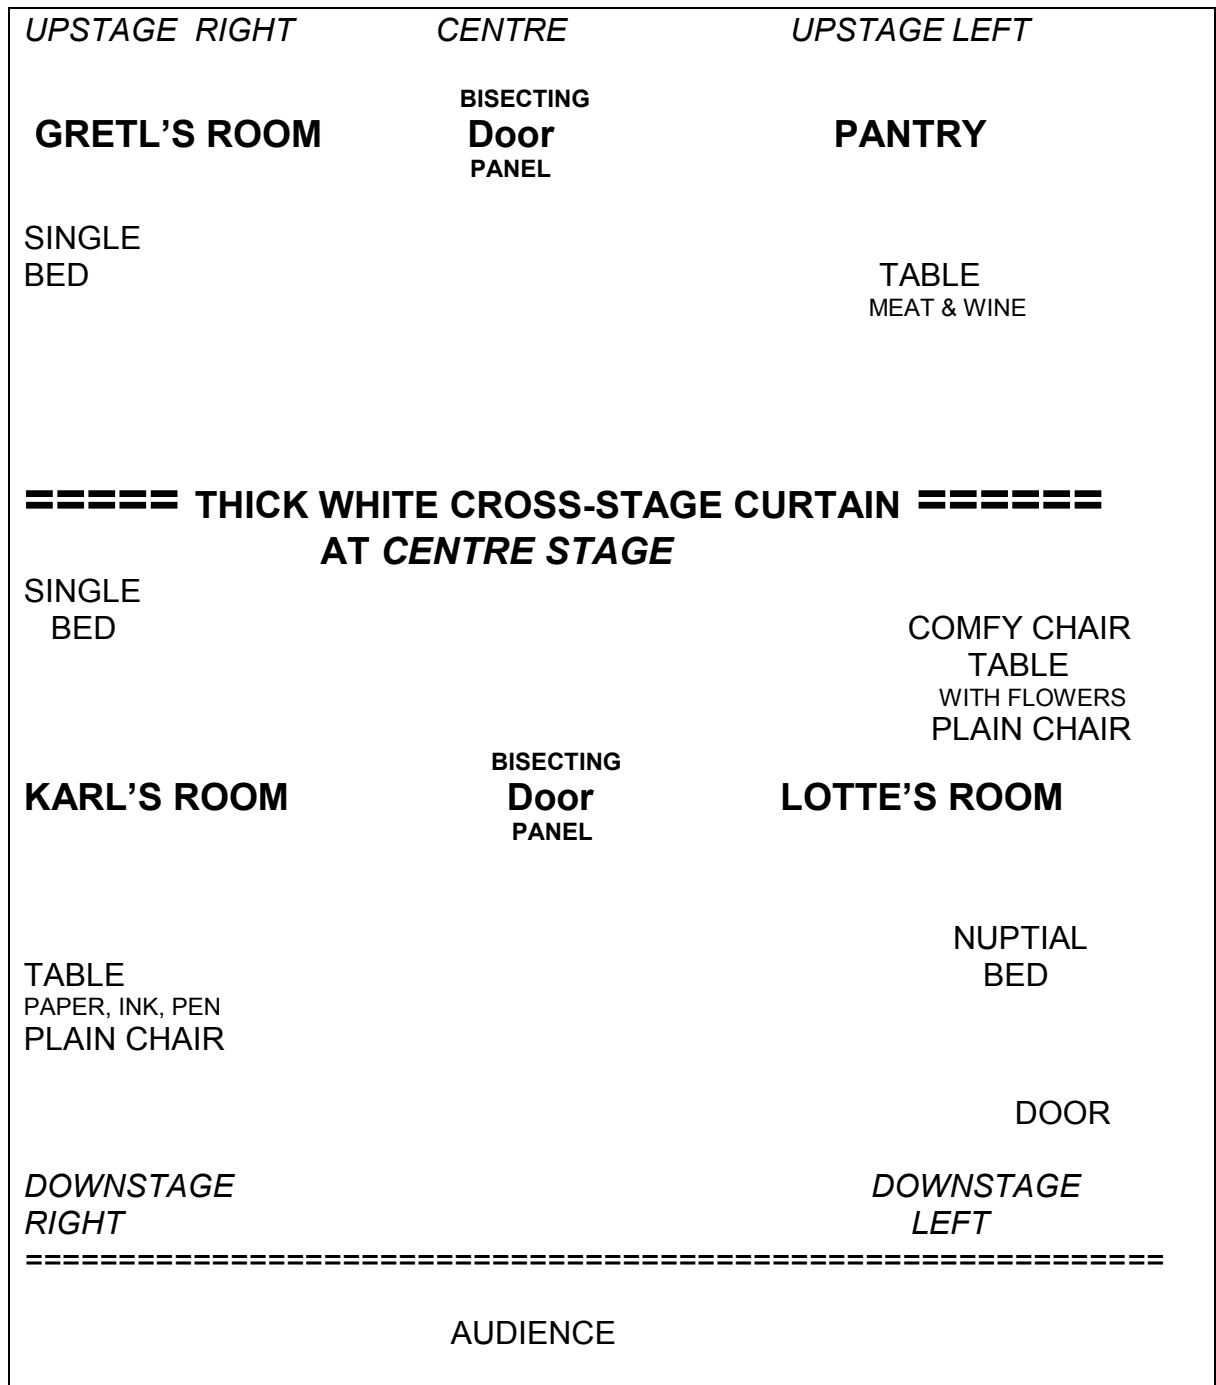 UPSTAGE RIGHT CENTRE UPSTAGE LEFT
BISECTING
GRETL’S ROOM Door PANTRY
PANEL
SINGLE
BED TABLE
MEAT & WINE
===== THICK WHITE CROSS-STAGE CURTAIN ======
AT CENTRE STAGE
SINGLE
BED COMFY CHAIR
TABLE
WITH FLOWERS
PLAIN CHAIR
BISECTING
KARL’S ROOM Door LOTTE’S ROOM
PANEL
NUPTIAL
TABLE BED
PAPER, INK, PEN
PLAIN CHAIR
DOOR
DOWNSTAGE DOWNSTAGE
RIGHT LEFT
=============================================================
AUDIENCE